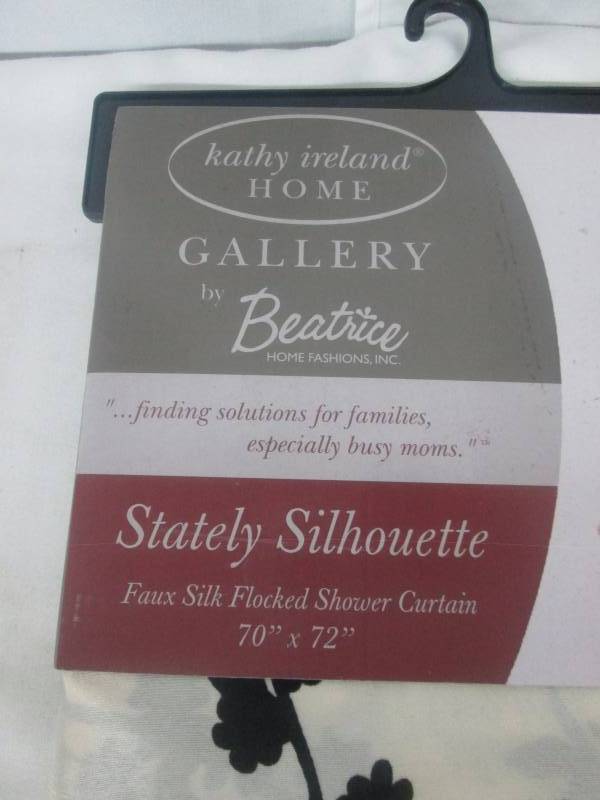 kathy ireland®
HOME
GALLERY
by
Beatrice
HOME FASHIONS, INC.
"...finding solutions for families,
especially busy moms."
Stately Silhouette
Faux Silk Flocked Shower Curtain
70” x 72”